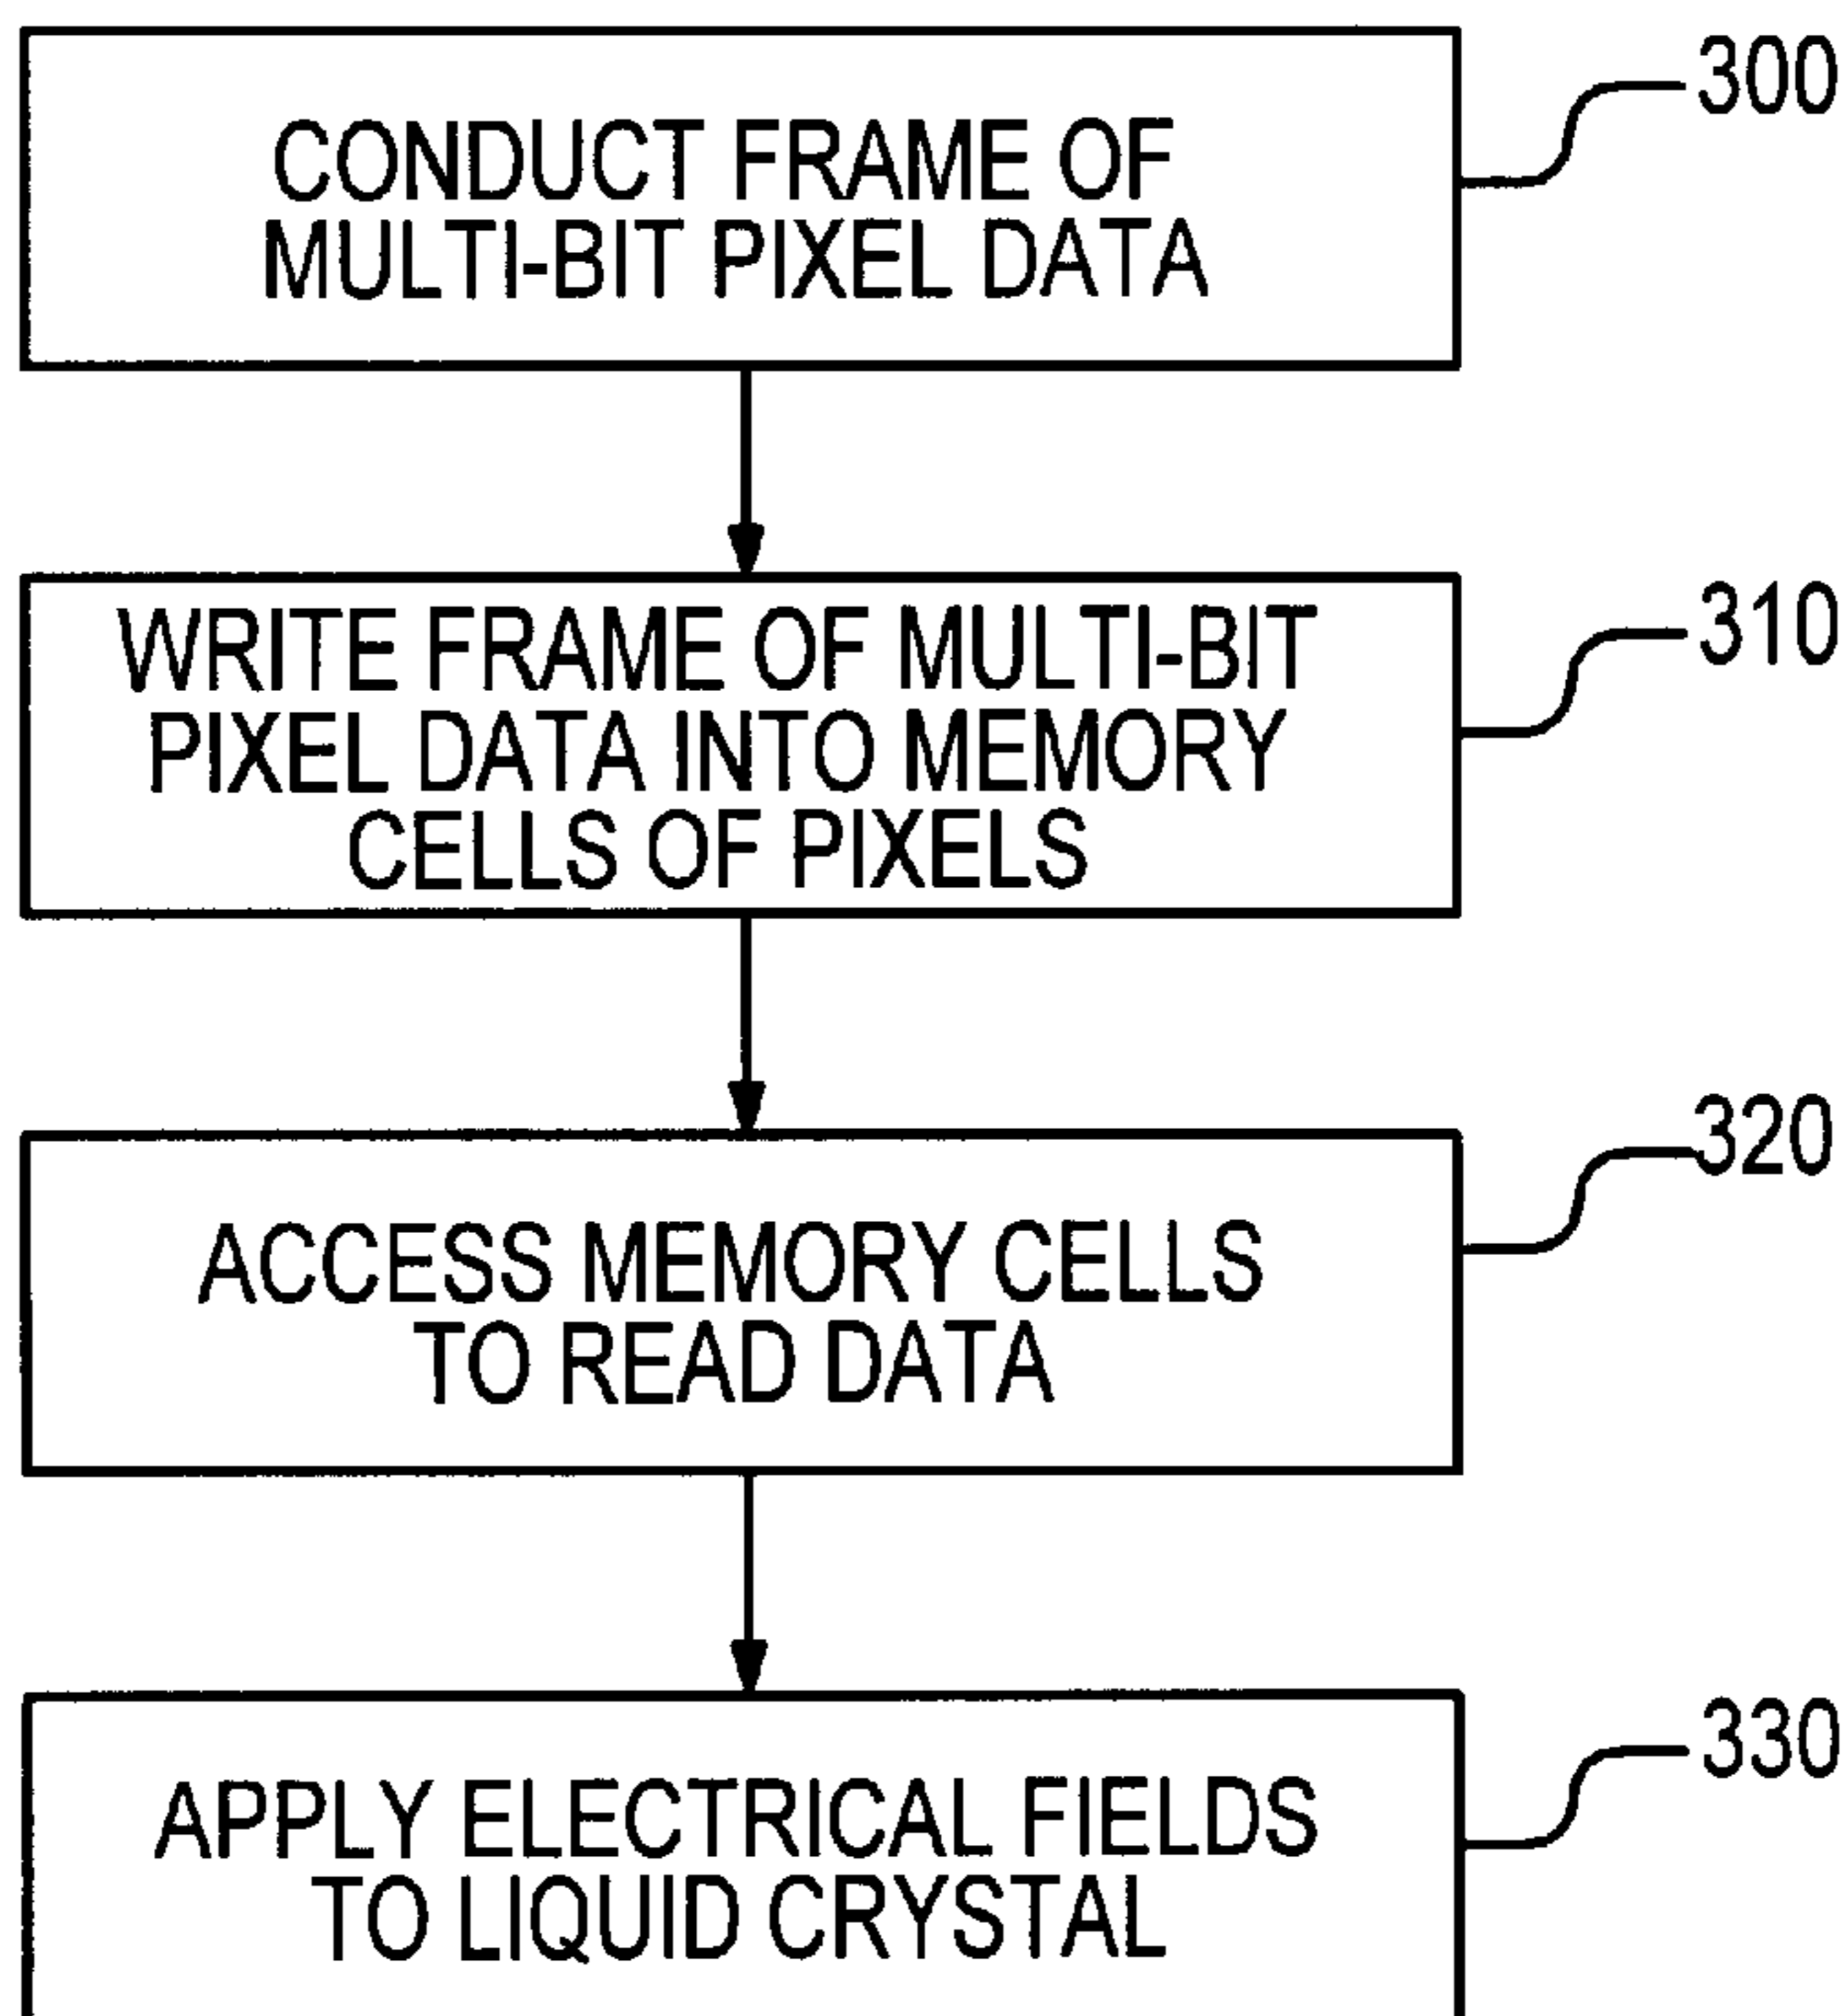 300
CONDUCT FRAME OF
MULTI-BIT PIXEL DATA
310
WRITE FRAME OF MULTI-BIT
PIXEL DATA INTO MEMORY
CELLS OF PIXELS
320
ACCESS MEMORY CELLS
TO READ DATA
330
APPLY ELECTRICAL FIELDS
TO LIQUID CRYSTAL